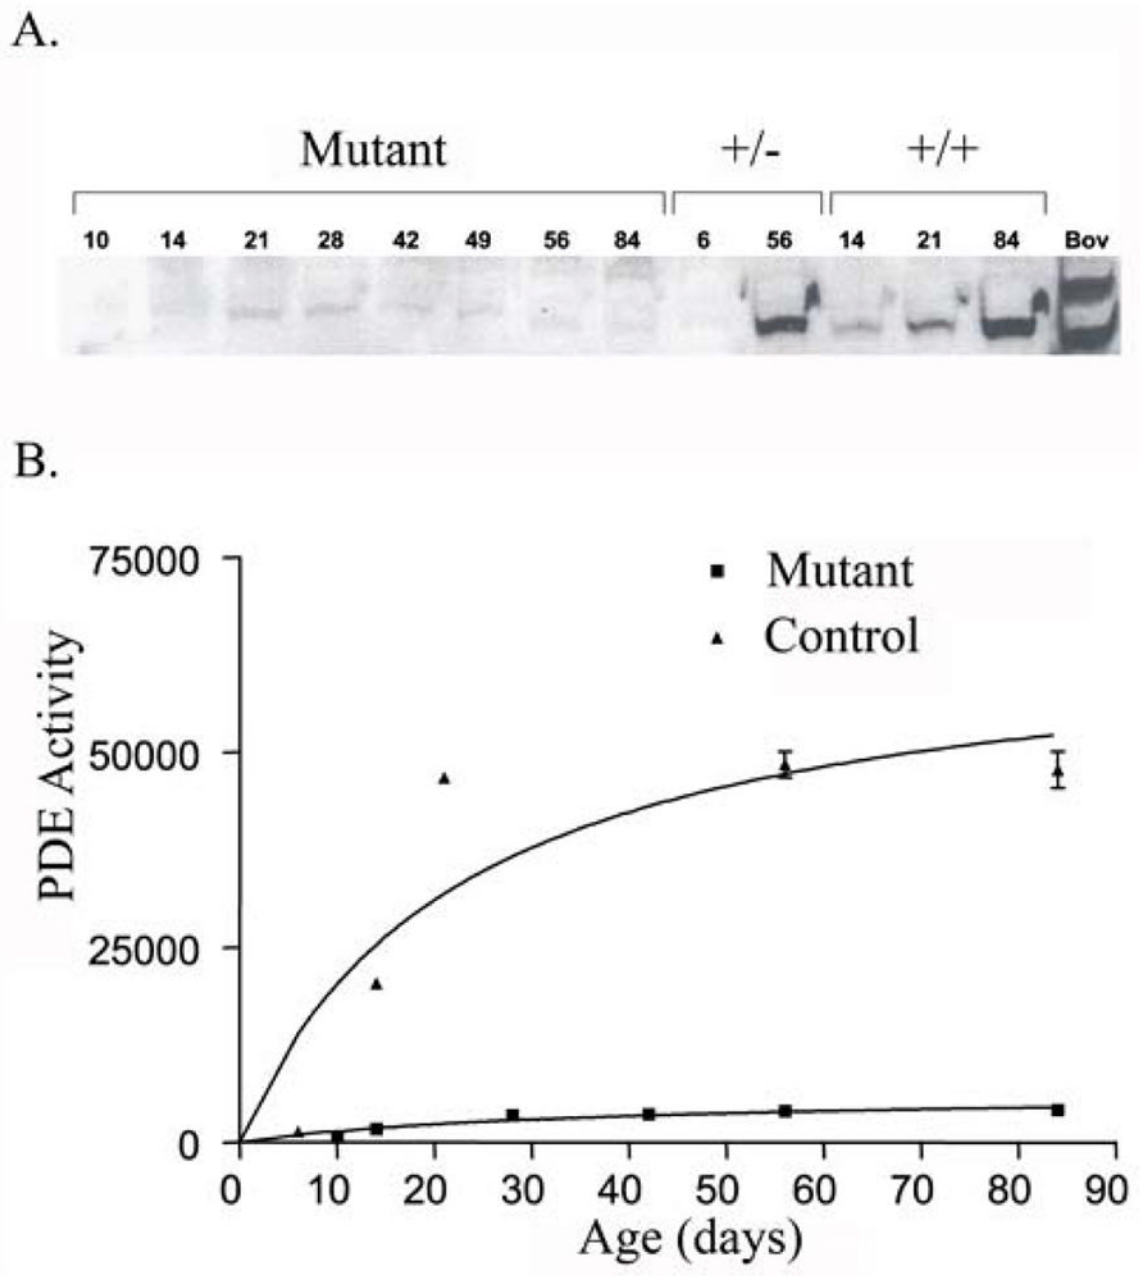 A.
Mutant +/- +/+
10 14 21 28 42 49 56 84 6 56 14 21 84 Bov
B.
75000
50000
25000
0
PDE Activity
Mutant
Control
0 10 20 30 40 50 60 70 80 90
Age (days)